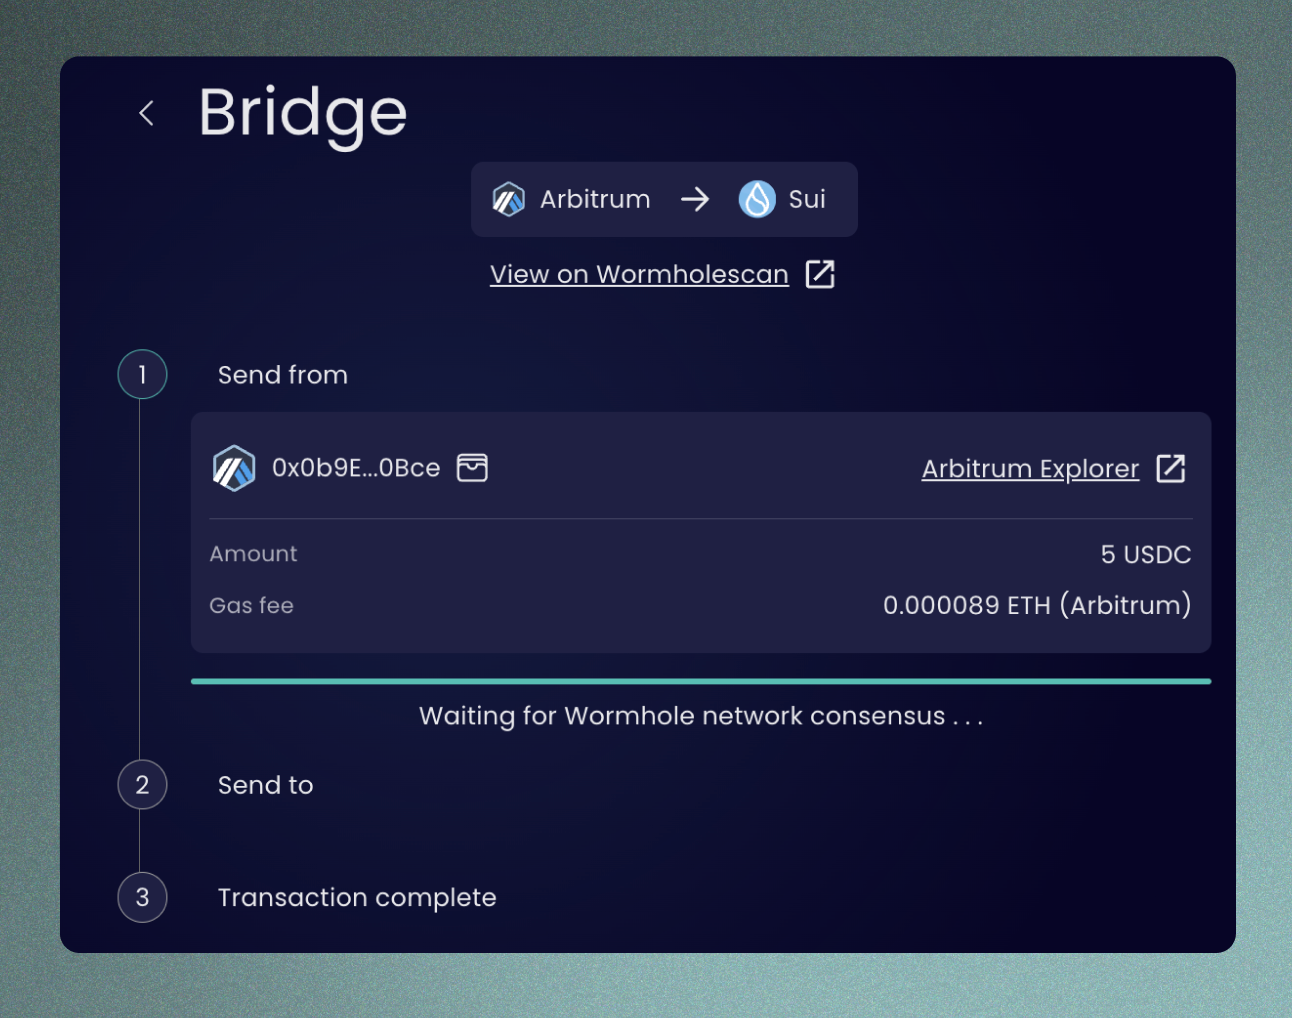 Bridge
Arbitrum → Sui
View on Wormholescan
1 Send from
0x0b9E...0Bce Arbitrum Explorer
Amount 5 USDC
Gas fee 0.000089 ETH (Arbitrum)
Waiting for Wormhole network consensus . . .
2 Send to
3 Transaction complete